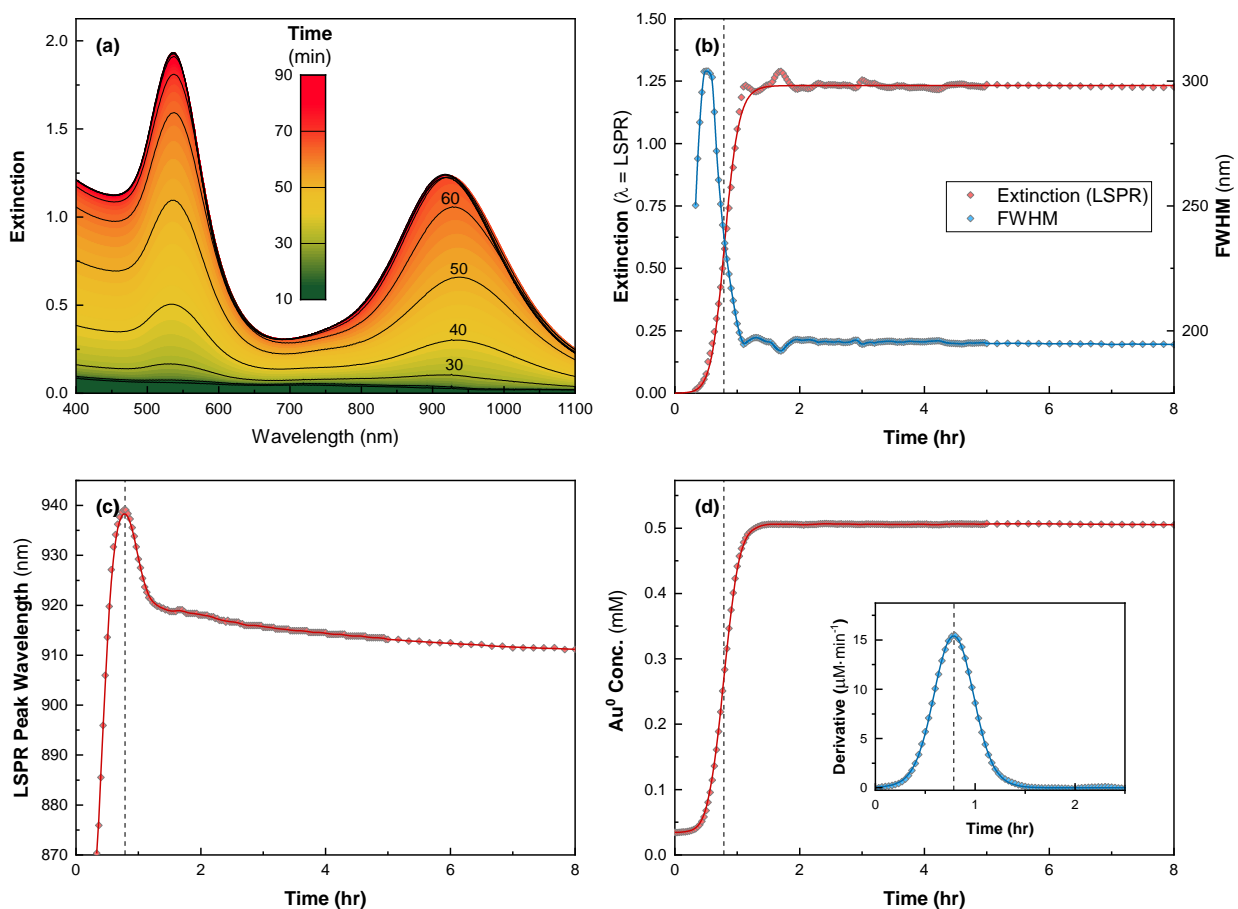 (a)
Time
(min)
90
70
50
30
10
60
50
40
30
2.0
1.5
1.0
0.5
0.0
Extinction
400 500 600 700 800 900 1000 1100
Wavelength (nm)
(b)
1.50
1.25
1.00
0.75
0.50
0.25
0.00
Extinction (λ = LSPR)
300
250
200
FWHM (nm)
Extinction (LSPR)
FWHM
0 2 4 6 8
Time (hr)
(c)
940
930
920
910
900
890
880
870
LSPR Peak Wavelength (nm)
0 2 4 6 8
Time (hr)
(d)
0.5
0.4
0.3
0.2
0.1
0.0
Au⁰ Conc. (mM)
15
10
5
0
Derivative (μM·min⁻¹)
0 1 2
Time (hr)
0 2 4 6 8
Time (hr)